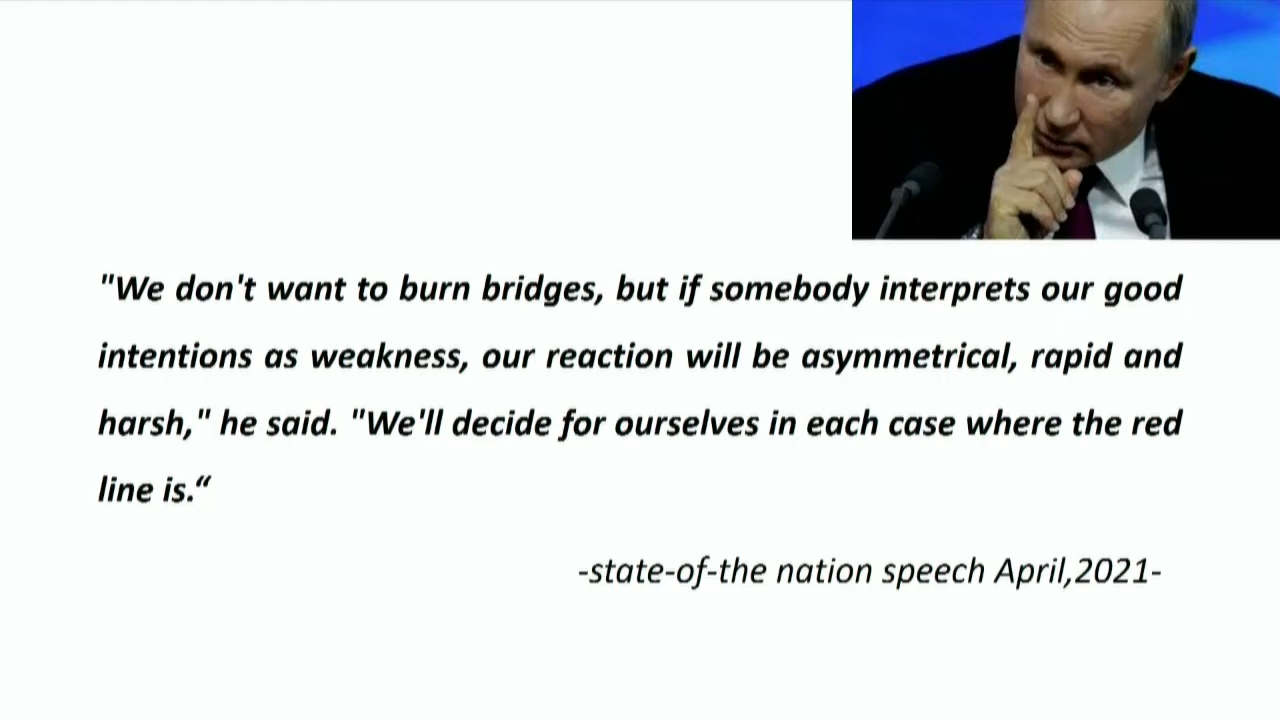 "We don't want to burn bridges, but if somebody interprets our good
intentions as weakness, our reaction will be asymmetrical, rapid and
harsh," he said. "We'll decide for ourselves in each case where the red
line is.“
-state-of-the nation speech April,2021-